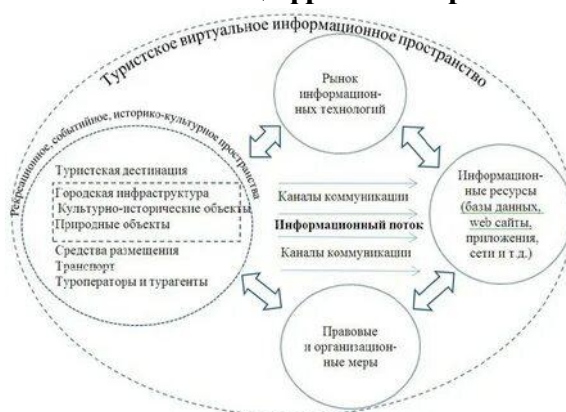 Туристское виртуальное информационное пространство
Рынок
информацион-
ных технологий
Рекреационное, событийное, историко-культурное пространства
Туристская дестинация
Городская инфраструктура
Культурно-исторические объекты
Природные объекты
Средства размещения
Транспорт
Туроператоры и турагенты
Каналы коммуникации
Информационный поток
Каналы коммуникации
Информацион-
ные ресурсы
(базы данных,
web сайты,
приложения,
сети и т.д.)
Правовые
и организацион-
ные меры